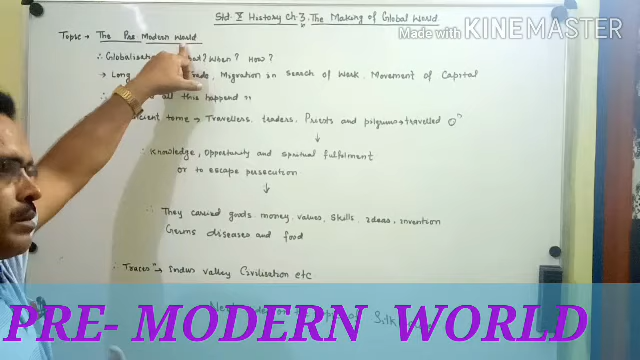 Std X History Ch. 3. The Making of Global World
Made With KINEMASTER
Topic → The Pre Modern World
∴ Globalisation What? When? How?
→ Long Trade, Migration in Search of Work, Movement of Capital
all this happend
ancient time → Travellers, traders, Priests and pilgrims → travelled
∴ Knowledge, Opportunity and Spiritual fulfilment
or to escape persecution
∴ They carried goods, money, values, Skills, Ideas, invention
Germs diseases and food
∴ Traces → Indus valley Civilisation etc
Silk
PRE- MODERN WORLD